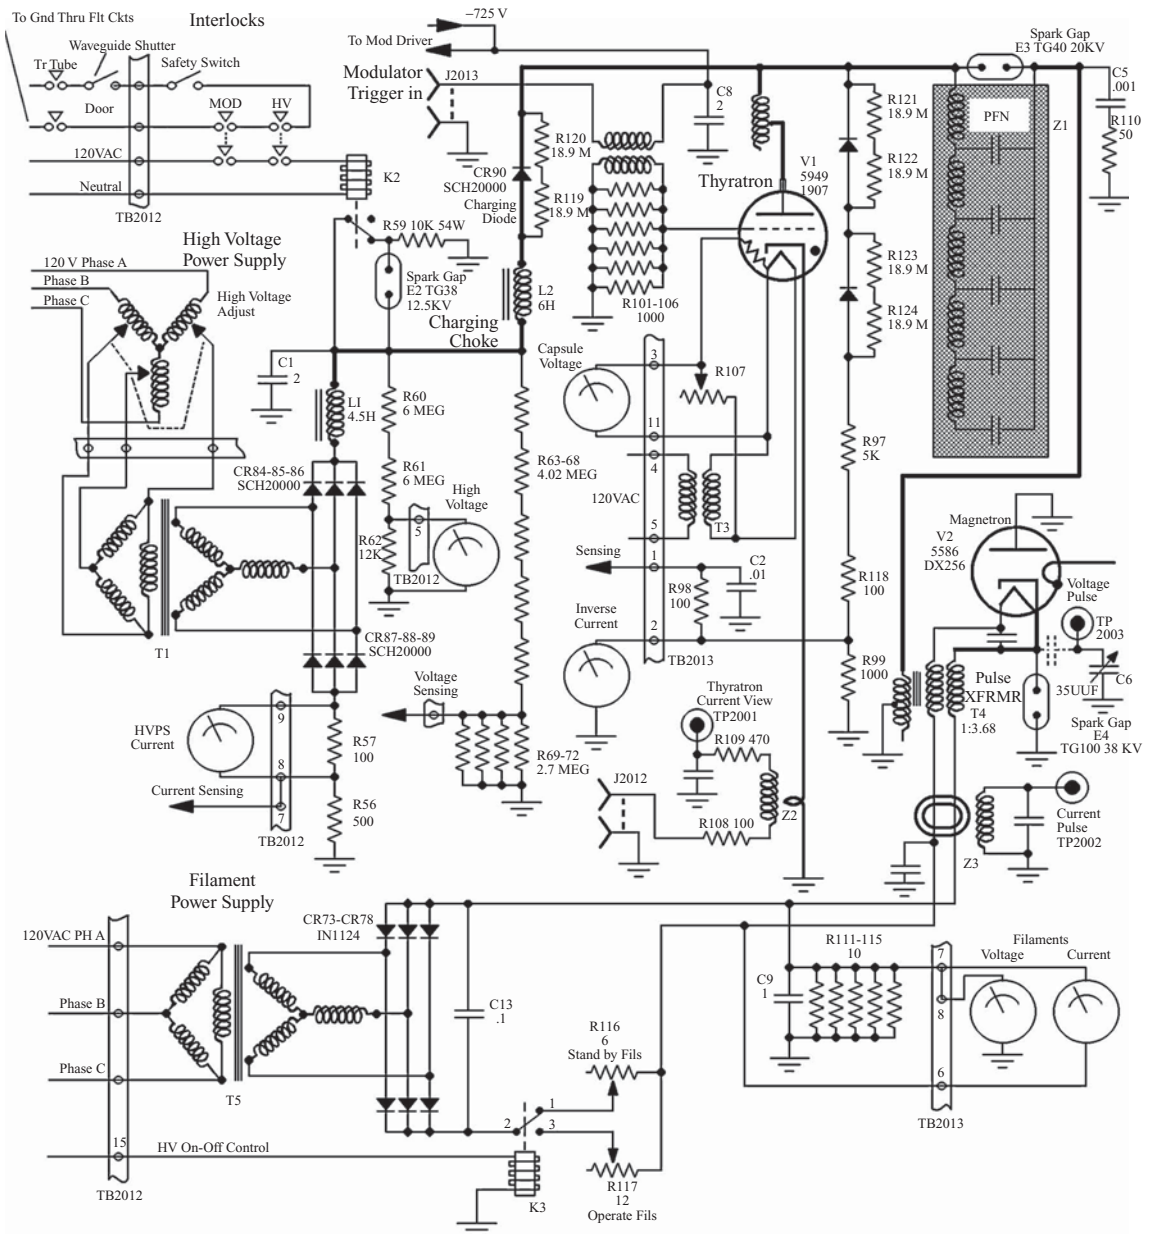 To Gnd Thru Flt Ckts
Interlocks
Waveguide Shutter
Tr Tube
Safety Switch
Door
MOD
HV
120VAC
Neutral
K2
TB2012
−725 V
To Mod Driver
Modulator
Trigger in
J2013
C8
2
R120
18.9 M
CR90
SCH20000
Charging
Diode
R119
18.9 M
R101-106
1000
Thyratron
V1
5949
1907
Spark Gap
E3 TG40 20KV
R121
18.9 M
R122
18.9 M
R123
18.9 M
R124
18.9 M
PFN
Z1
C5
.001
R110
50
High Voltage
Power Supply
120 V Phase A
Phase B
Phase C
High Voltage
Adjust
R59 10K 54W
Spark Gap
E2 TG38
12.5KV
L2
6H
Charging
Choke
C1
2
LI
4.5H
R60
6 MEG
R61
6 MEG
R62
12K
High
Voltage
5
TB2012
R63-68
4.02 MEG
CR84-85-86
SCH20000
CR87-88-89
SCH20000
T1
Capsule
Voltage
3
11
4
5
1
2
R107
120VAC
T3
Sensing
R98
100
C2
.01
Inverse
Current
TB2013
R97
5K
R118
100
R99
1000
Magnetron
V2
5586
DX256
Voltage
Pulse
TP
2003
C6
35UUF
Pulse
XFRMR
T4
1:3.68
Spark Gap
E4
TG100 38 KV
Voltage
Sensing
R69-72
2.7 MEG
HVPS
Current
9
8
7
Current Sensing
TB2012
R57
100
R56
500
Thyratron
Current View
TP2001
R109 470
J2012
R108 100
Z2
Z3
Current
Pulse
TP2002
Filament
Power Supply
120VAC PH A
Phase B
Phase C
CR73-CR78
IN1124
T5
C13
.1
15
HV On-Off Control
TB2012
2
1
3
K3
R116
6
Stand by Fils
R117
12
Operate Fils
C9
1
R111-115
10
7
8
6
TB2013
Filaments
Voltage
Current